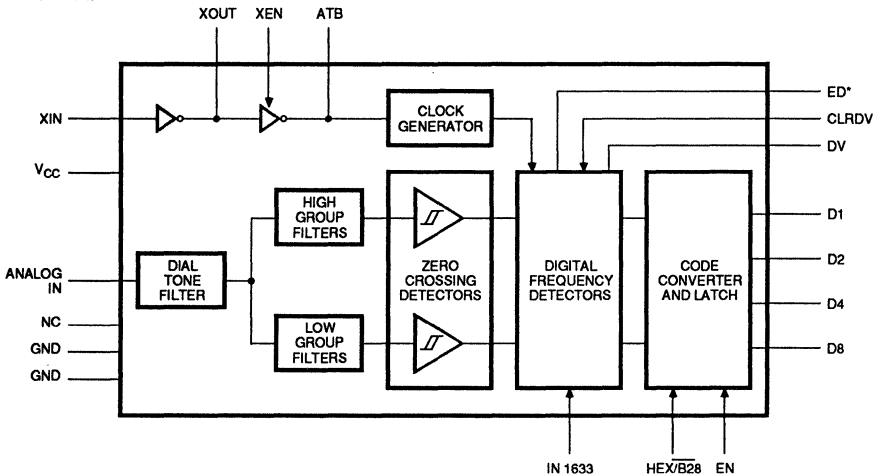 XOUT XEN ATB
XIN
VCC
ANALOG
IN
NC
GND
GND
CLOCK
GENERATOR
HIGH
GROUP
FILTERS
DIAL
TONE
FILTER
LOW
GROUP
FILTERS
ZERO
CROSSING
DETECTORS
DIGITAL
FREQUENCY
DETECTORS
CODE
CONVERTER
AND LATCH
ED*
CLRDV
DV
D1
D2
D4
D8
IN 1633
HEX/B28
EN